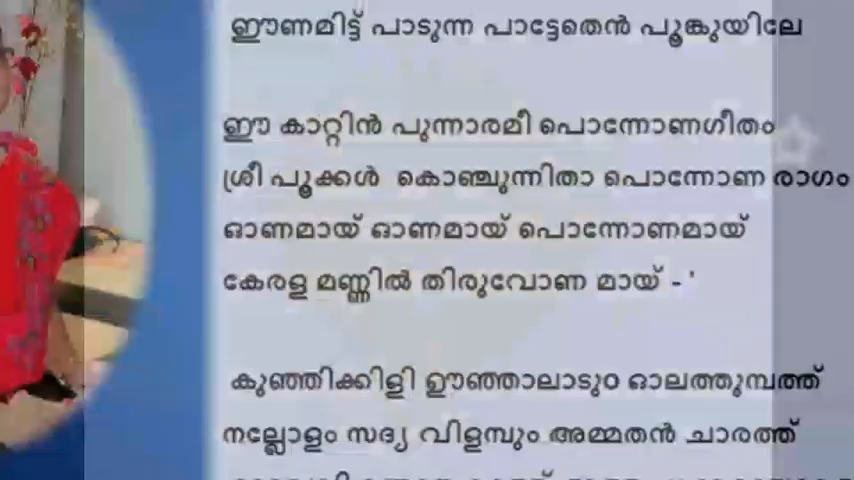 ഈണമിട്ട് പാടുന്ന പാട്ടേതെൻ പൂങ്കുയിലേ
ഈ കാറ്റിൻ പുന്നാരമീ പൊന്നോണഗീതം
ശ്രീ പൂക്കൾ കൊഞ്ചുന്നിതാ പൊന്നോണ രാഗം
ഓണമായ് ഓണമായ് പൊന്നോണമായ്
കേരള മണ്ണിൽ തിരുവോണ മായ് - '
കുഞ്ഞിക്കിളി ഊഞ്ഞാലാടും ഓലത്തുമ്പത്ത്
നല്ലോളം സദ്യ വിളമ്പും അമ്മതൻ ചാരത്ത്